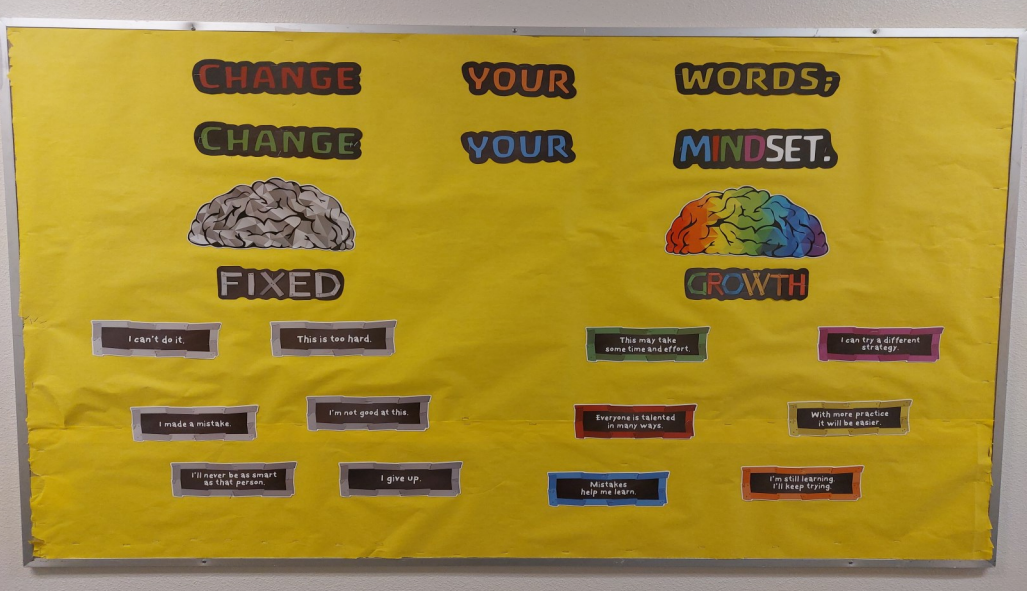 CHANGE YOUR WORDS;
CHANGE YOUR MINDSET.
FIXED
GROWTH
I can't do it.
This is too hard.
I made a mistake.
I'm not good at this.
I'll never be as smart
as that person.
I give up.
This may take
some time and effort.
I can try a different
strategy.
Everyone is talented
in many ways.
With more practice
it will be easier.
Mistakes
help me learn.
I'm still learning.
I'll keep trying.